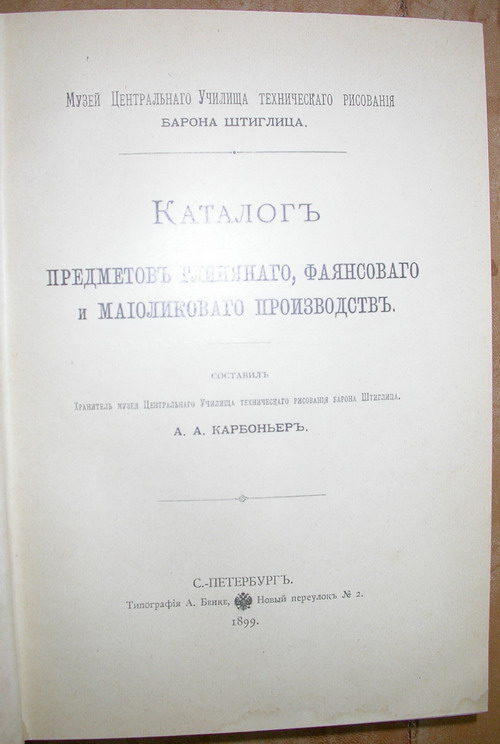 Музей Центральнаго Училища техническаго рисованія
БАРОНА ШТИГЛИЦА.
Каталогъ
ПРЕДМЕТОВЪ ГЛИНЯНАГО, ФАЯНСОВАГО
И МАІОЛИКОВАГО ПРОИЗВОДСТВЪ.
СОСТАВИЛЪ
Хранитель музея Центральнаго Училища техническаго рисованія барона Штиглица.
А. А. КАРБОНЬЕРЪ.
С.-ПЕТЕРБУРГЪ.
Типографія А. Бенке, Новый переулокъ № 2.
1899.